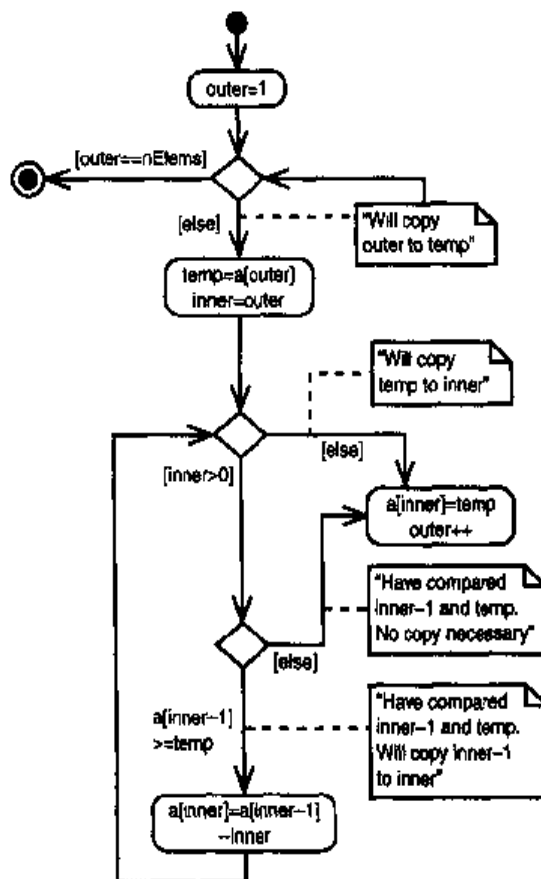 outer=1
[outer==nElems]
[else]
"Will copy
outer to temp"
temp=a[outer]
inner=outer
"Will copy
temp to inner"
[else]
[inner>0]
a[inner]=temp
outer++
"Have compared
inner–1 and temp.
No copy necessary"
[else]
a[inner–1]
>=temp
"Have compared
inner–1 and temp.
Will copy inner–1
to inner"
a[inner]=a[inner–1]
--inner